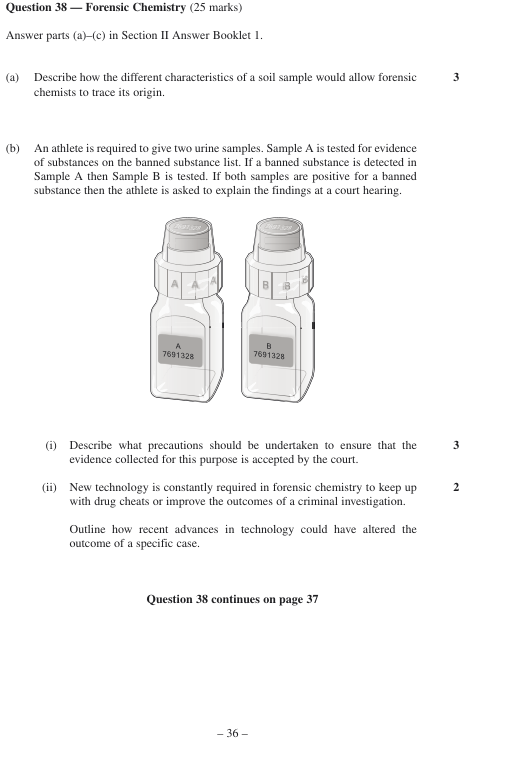 Question 38 — Forensic Chemistry (25 marks)
Answer parts (a)–(c) in Section II Answer Booklet 1.
(a) Describe how the different characteristics of a soil sample would allow forensic 3
chemists to trace its origin.
(b) An athlete is required to give two urine samples. Sample A is tested for evidence
of substances on the banned substance list. If a banned substance is detected in
Sample A then Sample B is tested. If both samples are positive for a banned
substance then the athlete is asked to explain the findings at a court hearing.
A A A B B B
A B
7691328 7691328
(i) Describe what precautions should be undertaken to ensure that the 3
evidence collected for this purpose is accepted by the court.
(ii) New technology is constantly required in forensic chemistry to keep up 2
with drug cheats or improve the outcomes of a criminal investigation.
Outline how recent advances in technology could have altered the
outcome of a specific case.
Question 38 continues on page 37
– 36 –